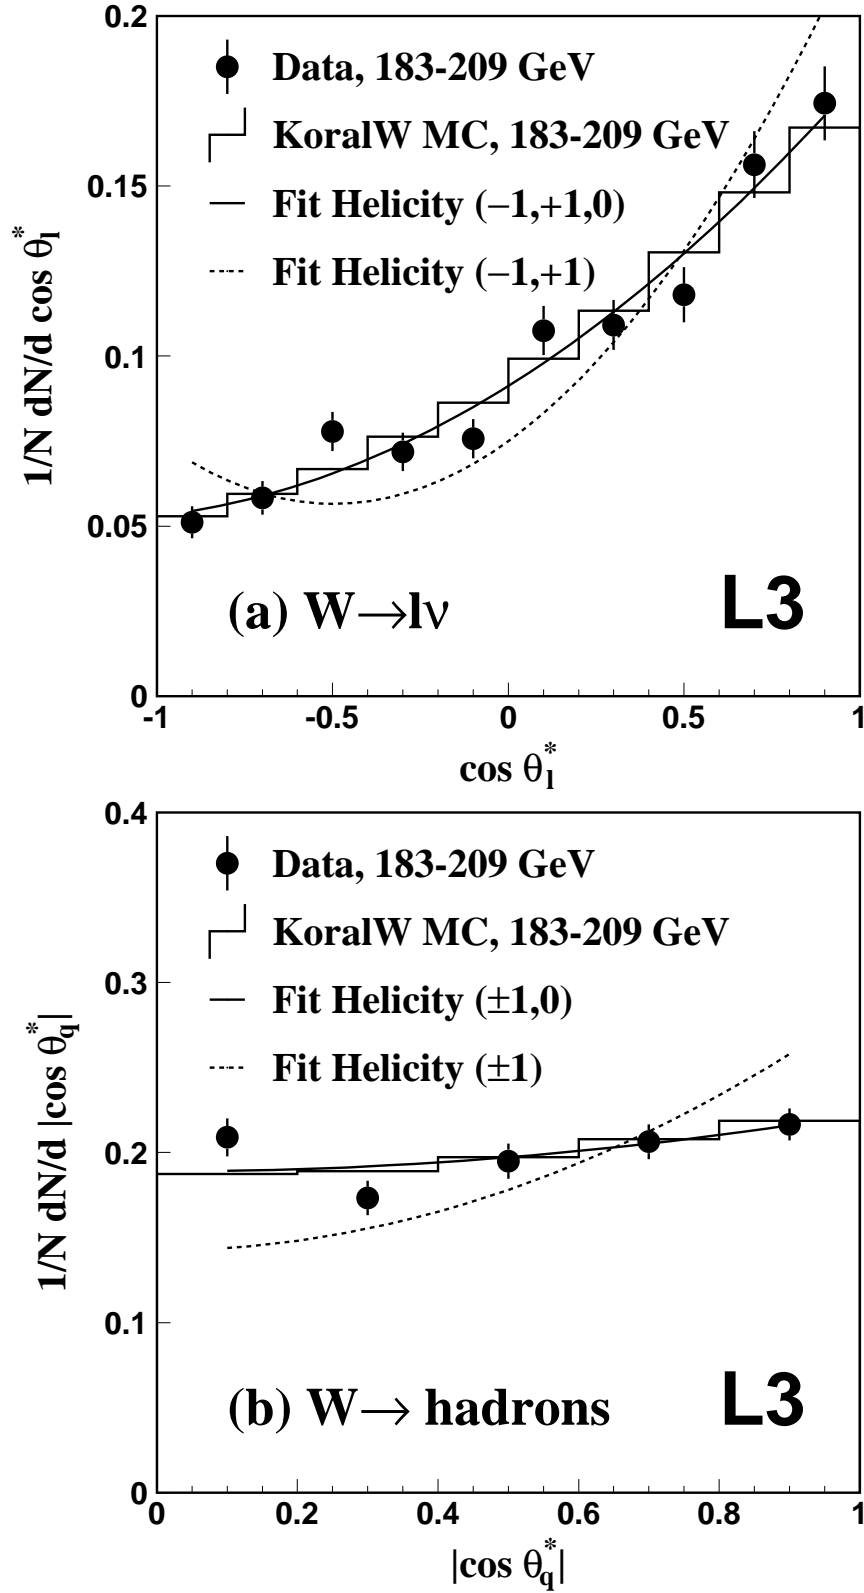 0.2
Data, 183-209 GeV
KoralW MC, 183-209 GeV
0.15
Fit Helicity (−1,+1,0)
Fit Helicity (−1,+1)
1/N dN/d cos θl*
0.1
0.05
(a) W→lν
L3
0
-1 -0.5 0 0.5 1
cos θl*
0.4
Data, 183-209 GeV
KoralW MC, 183-209 GeV
0.3
Fit Helicity (±1,0)
Fit Helicity (±1)
1/N dN/d |cos θq*|
0.2
0.1
(b) W→ hadrons
L3
0
0 0.2 0.4 0.6 0.8 1
|cos θq*|